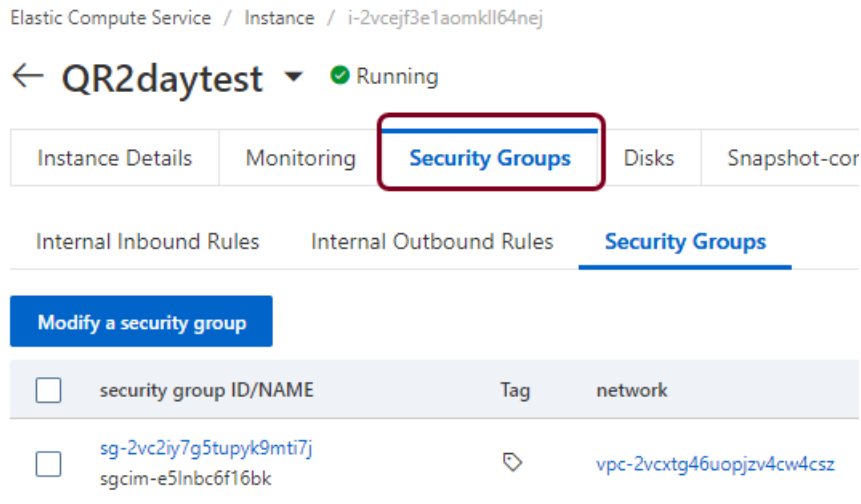 Elastic Compute Service / Instance / i-2vcejf3e1aomkll64nej
QR2daytest Running
Instance Details Monitoring Security Groups Disks Snapshot-cor
Internal Inbound Rules Internal Outbound Rules Security Groups
Modify a security group
security group ID/NAME Tag network
sg-2vc2iy7g5tupyk9mti7j
sgcim-e5lnbc6f16bk
vpc-2vcxtg46uopjzv4cw4csz